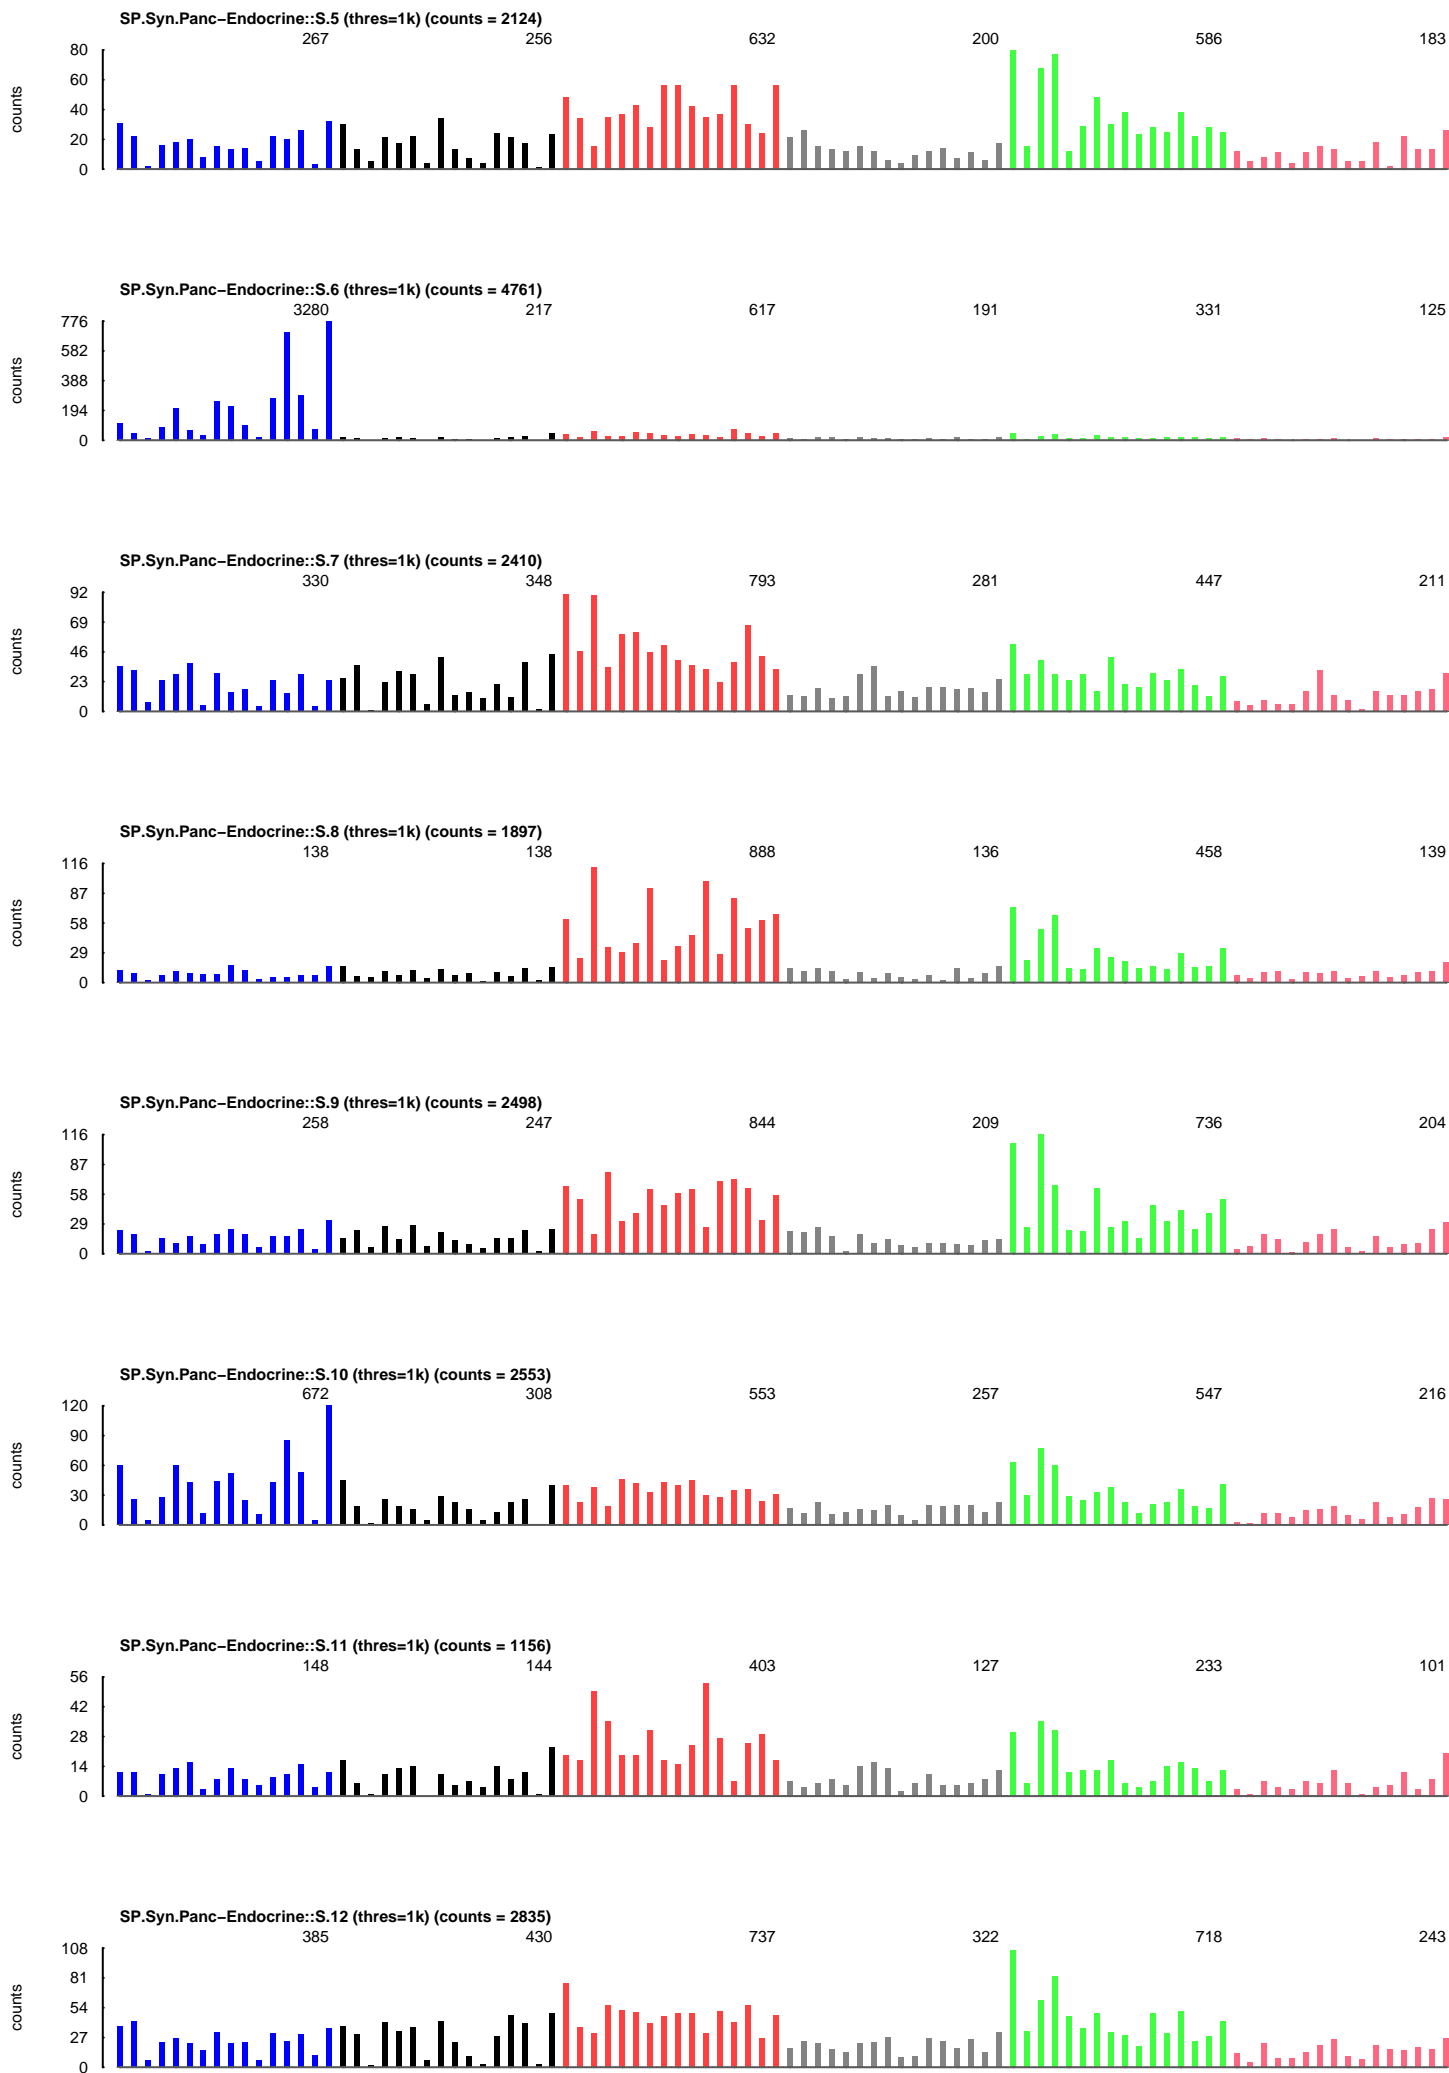 SP.Syn.Panc–Endocrine::S.5 (thres=1k) (counts = 2124)
267 256 632 200 586 183
80
60
40
20
0
counts
SP.Syn.Panc–Endocrine::S.6 (thres=1k) (counts = 4761)
3280 217 617 191 331 125
776
582
388
194
0
counts
SP.Syn.Panc–Endocrine::S.7 (thres=1k) (counts = 2410)
330 348 793 281 447 211
92
69
46
23
0
counts
SP.Syn.Panc–Endocrine::S.8 (thres=1k) (counts = 1897)
138 138 888 136 458 139
116
87
58
29
0
counts
SP.Syn.Panc–Endocrine::S.9 (thres=1k) (counts = 2498)
258 247 844 209 736 204
116
87
58
29
0
counts
SP.Syn.Panc–Endocrine::S.10 (thres=1k) (counts = 2553)
672 308 553 257 547 216
120
90
60
30
0
counts
SP.Syn.Panc–Endocrine::S.11 (thres=1k) (counts = 1156)
148 144 403 127 233 101
56
42
28
14
0
counts
SP.Syn.Panc–Endocrine::S.12 (thres=1k) (counts = 2835)
385 430 737 322 718 243
108
81
54
27
0
counts